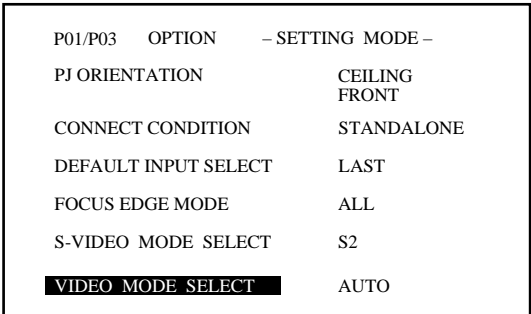 P01/P03 OPTION – SETTING MODE –
PJ ORIENTATION CEILING
FRONT
CONNECT CONDITION STANDALONE
DEFAULT INPUT SELECT LAST
FOCUS EDGE MODE ALL
S-VIDEO MODE SELECT S2
VIDEO MODE SELECT AUTO